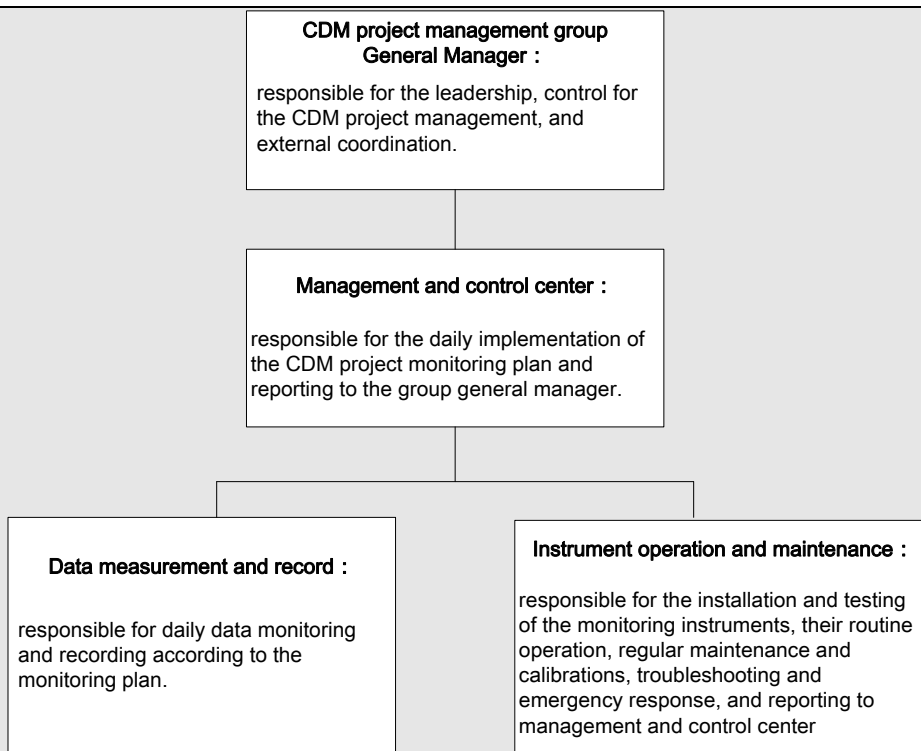 CDM project management group
General Manager：
responsible for the leadership, control for
the CDM project management, and
external coordination.
Management and control center：
responsible for the daily implementation of
the CDM project monitoring plan and
reporting to the group general manager.
Data measurement and record：
responsible for daily data monitoring
and recording according to the
monitoring plan.
Instrument operation and maintenance：
responsible for the installation and testing
of the monitoring instruments, their routine
operation, regular maintenance and
calibrations, troubleshooting and
emergency response, and reporting to
management and control center